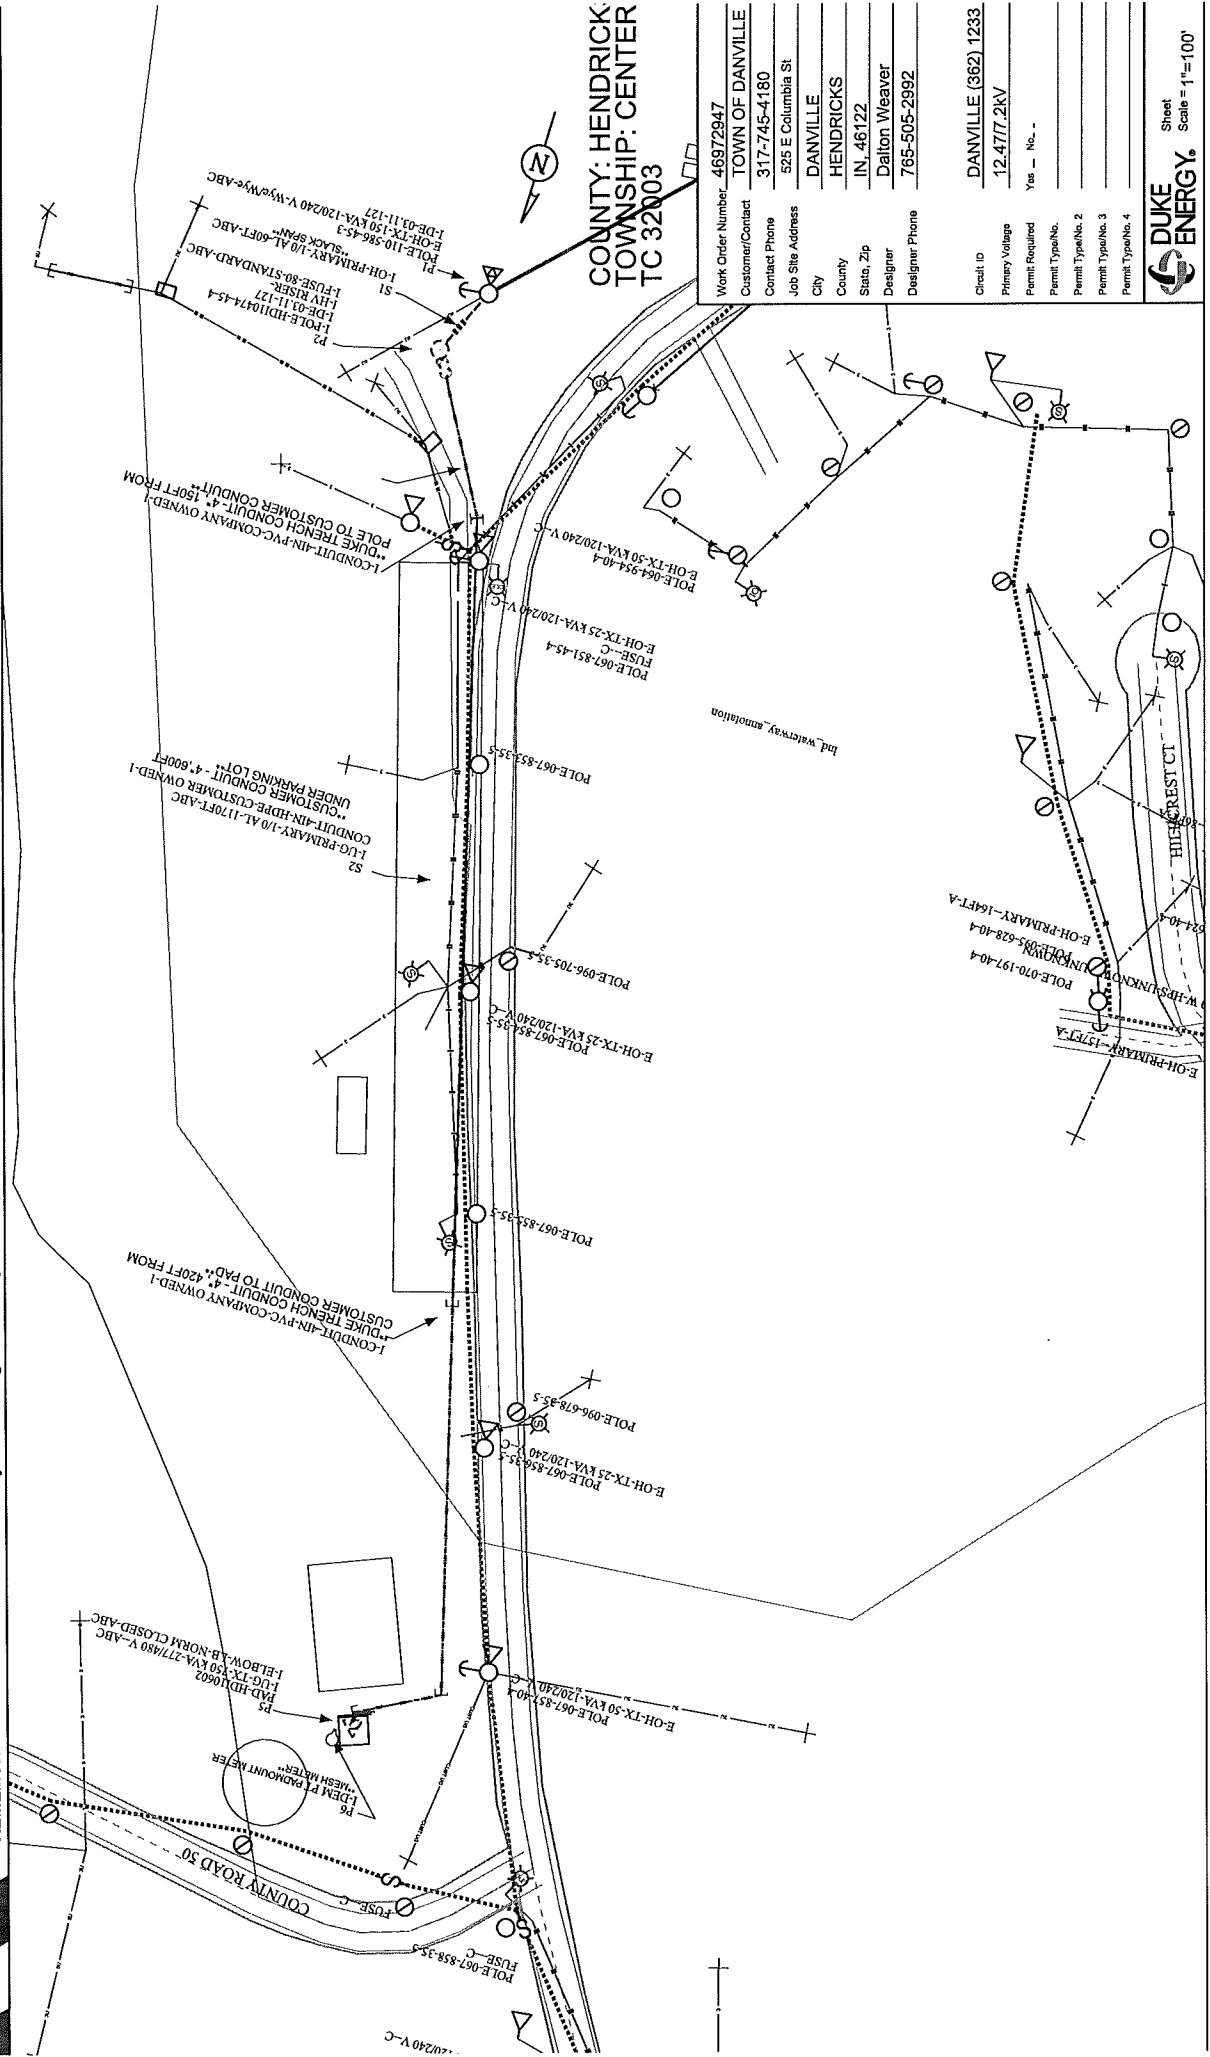 COUNTY: HENDRICK
TOWNSHIP: CENTER
TC 32003
Work Order Number 46972947
Customer/Contact TOWN OF DANVILLE
Contact Phone 317-745-4180
Job Site Address 525 E Columbia St
City DANVILLE
County HENDRICKS
State, Zip IN, 46122
Designer Dalton Weaver
Designer Phone 765-505-2992
Circuit ID DANVILLE (362) 1233
Primary Voltage 12.47/7.2kV
Permit Required Yes _ No _
Permit Type/No.
Permit Type/No. 2
Permit Type/No. 3
Permit Type/No. 4
DUKE
ENERGY®
Sheet
Scale = 1"=100'
N
P1
POLE-110-586-45-3
E-OH-TX-150 kVA-120/240 V-Wye/Wye-ABC
I-DE-03.11-127
S1
I-OH-PRIMARY-1/0 AL-60FT-ABC
"SLACK SPAN"
P2
I-POLE-HDI10474-45-4
I-DE-03.11-127
I-HV RISER-
I-FUSE-80-STANDARD-ABC
I-CONDUIT-4IN-PVC-COMPANY OWNED-1
"DUKE TRENCH CONDUIT - 4" 150FT FROM
POLE TO CUSTOMER CONDUIT"
POLE-064-954-40-4
E-OH-TX-50 kVA-120/240 V--C
POLE-067-851-45-4
FUSE--C
E-OH-TX-25 kVA-120/240 V--C
lnd_waterway_annotation
POLE-067-853-35-5
S2
I-UG-PRIMARY-1/0 AL-1170FT-ABC
CONDUIT-4IN-HDPE-CUSTOMER OWNED-1
"CUSTOMER CONDUIT - 4" 600FT
UNDER PARKING LOT"
POLE-096-705-35-5
POLE-067-854-35-5
E-OH-TX-25 kVA-120/240 V--C
POLE-067-855-35-5
I-CONDUIT-4IN-PVC-COMPANY OWNED-1
"DUKE TRENCH CONDUIT - 4" 420FT FROM
CUSTOMER CONDUIT TO PAD"
POLE-096-678-35-5
POLE-067-856-35-5
E-OH-TX-25 kVA-120/240 V--C
P5
PAD-HDI10602
I-UG-TX-750 kVA-277/480 V--ABC
I-ELBOW-LB-NORM CLOSED-ABC
POLE-067-857-40-4
E-OH-TX-50 kVA-120/240 V--C
P6
I-DEM PT PADMOUNT METER
"MESH METER"
COUNTY ROAD 50
FUSE--C
POLE-067-858-35-5
FUSE--C
120/240 V--C
HILLCREST CT
E-OH-PRIMARY--164FT-A
POLE-095-628-40-4
POLE-070-197-40-4
W-HPS-UNKNOWN
UNKNOWN
624-40-4
E-OH-PRIMARY--157FT-A